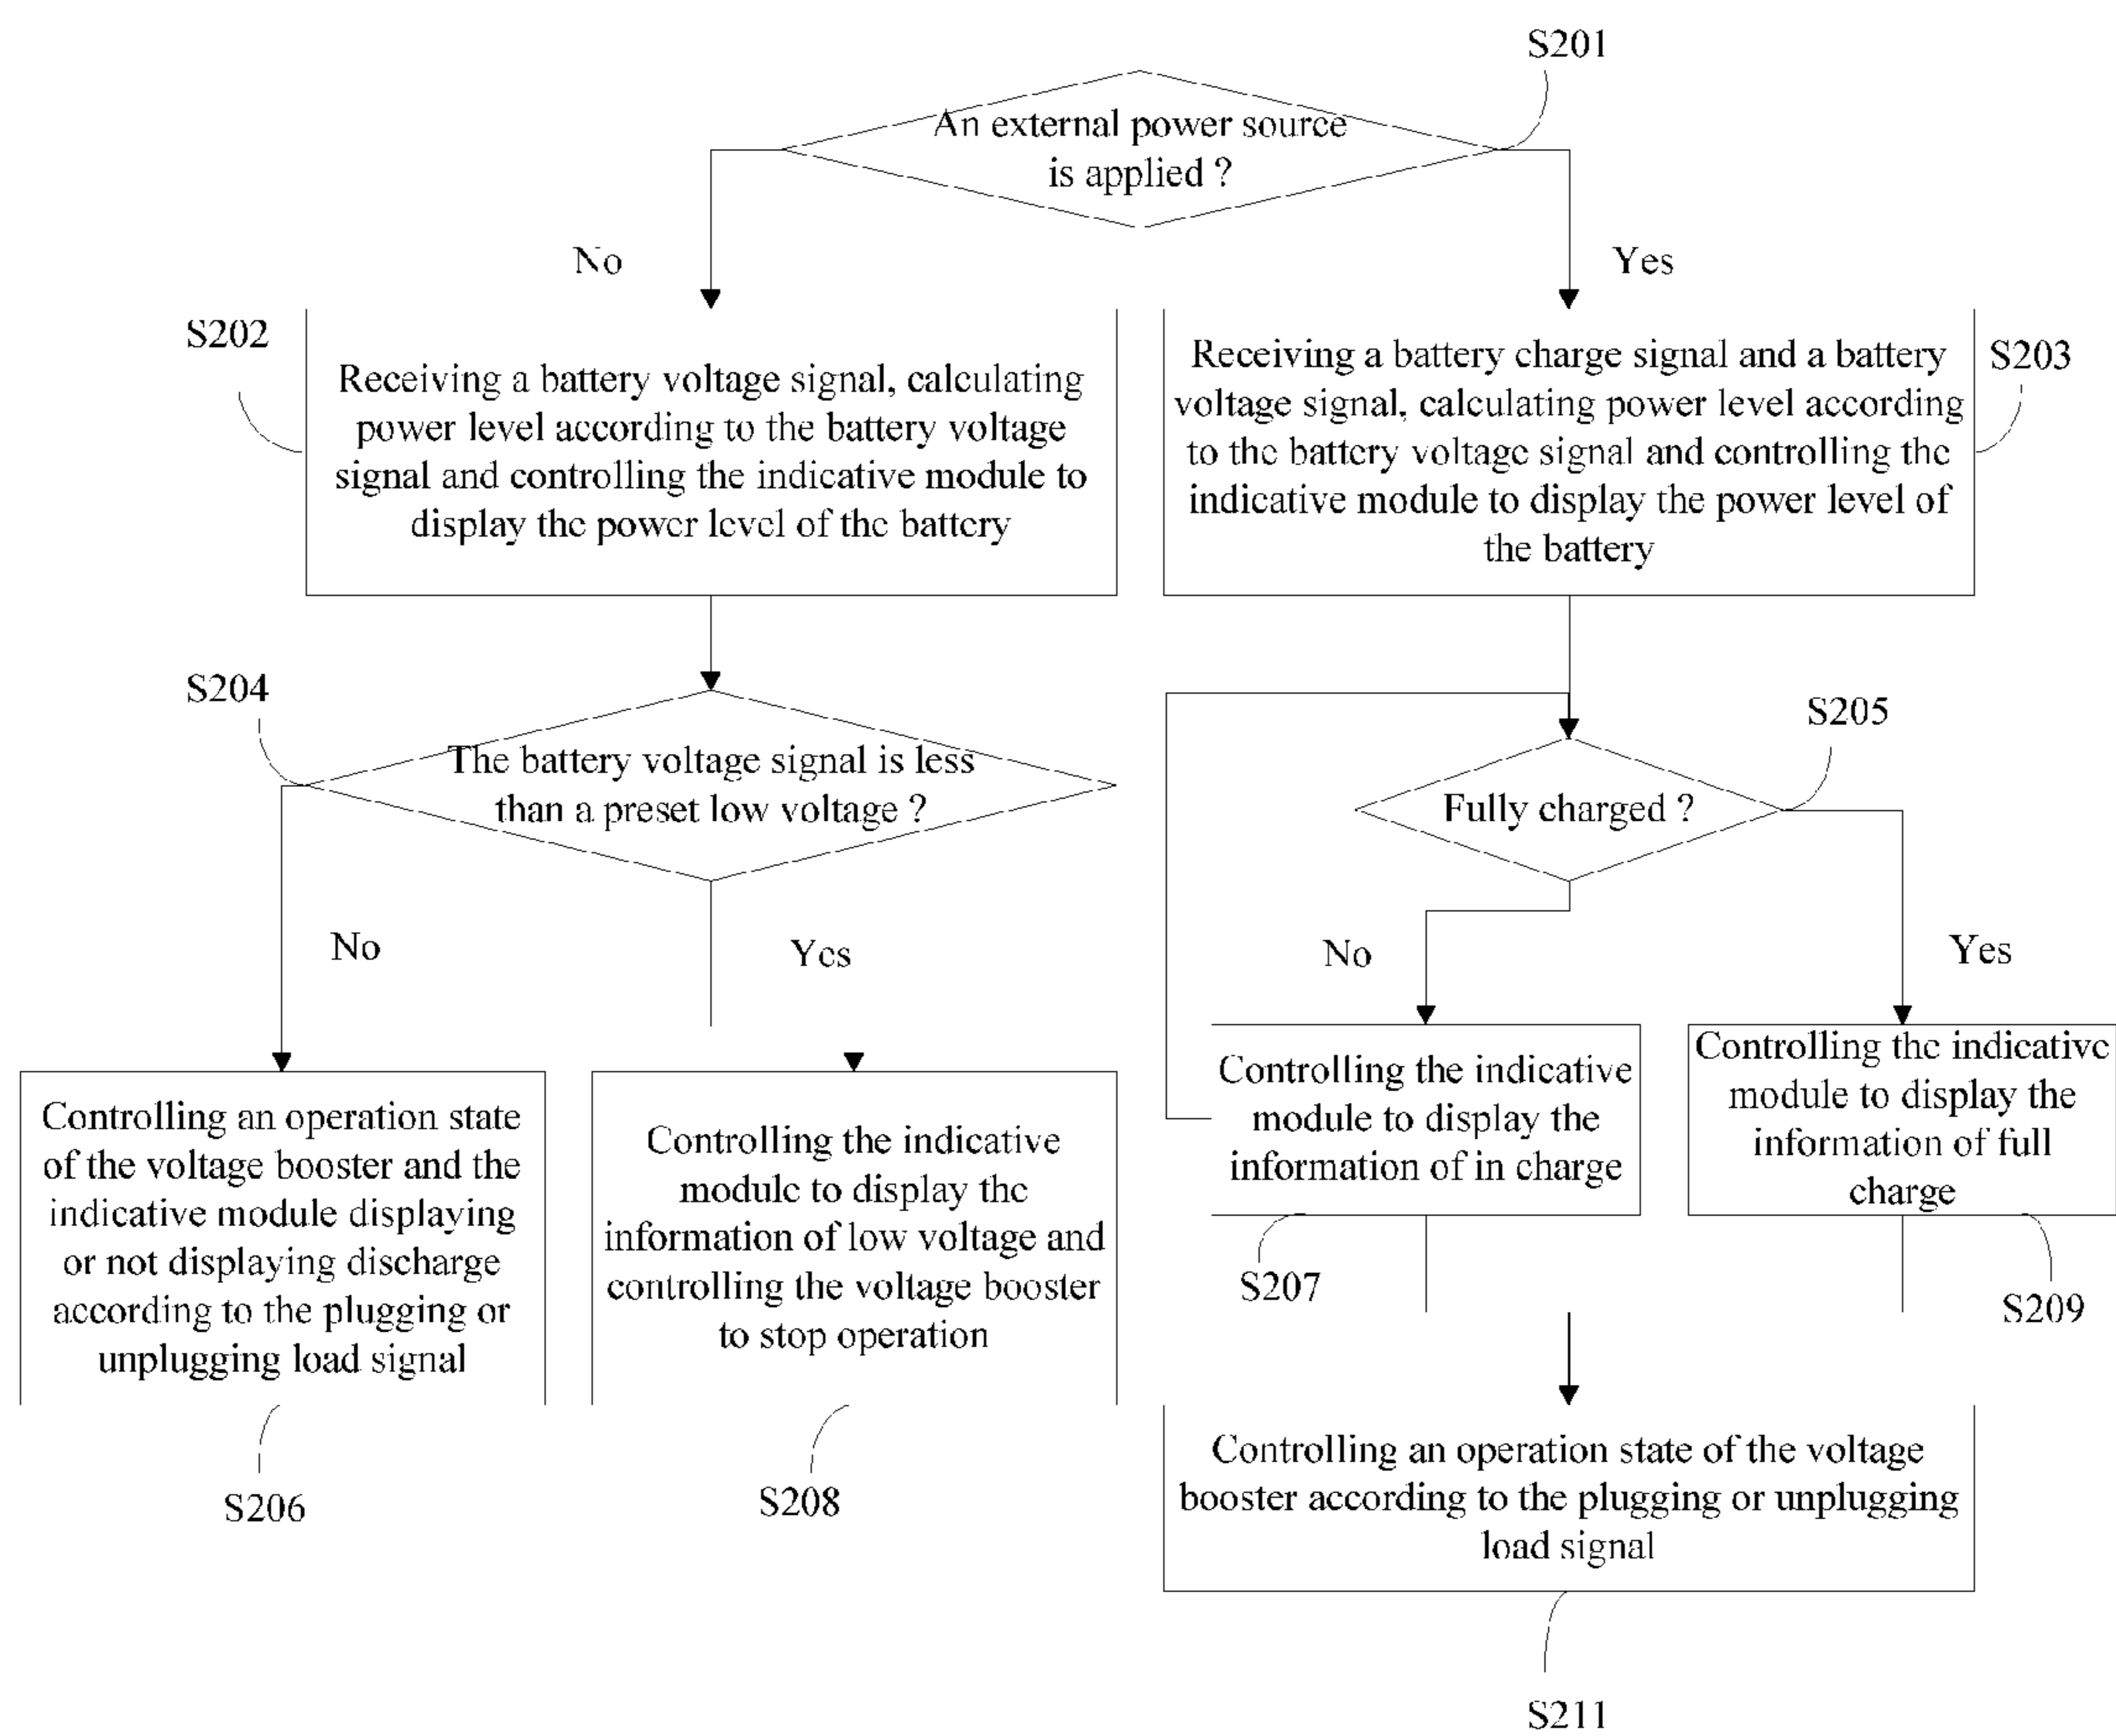 S201
An external power source
is applied ?
No
Yes
S202
Receiving a battery voltage signal, calculating
power level according to the battery voltage
signal and controlling the indicative module to
display the power level of the battery
Receiving a battery charge signal and a battery
voltage signal, calculating power level according
to the battery voltage signal and controlling the
indicative module to display the power level of
the battery
S203
S204
The battery voltage signal is less
than a preset low voltage ?
S205
Fully charged ?
No
Yes
No
Yes
Controlling an operation state
of the voltage booster and the
indicative module displaying
or not displaying discharge
according to the plugging or
unplugging load signal
Controlling the indicative
module to display the
information of low voltage and
controlling the voltage booster
to stop operation
Controlling the indicative
module to display the
information of in charge
Controlling the indicative
module to display the
information of full
charge
S207
S209
S206
S208
Controlling an operation state of the voltage
booster according to the plugging or unplugging
load signal
S211